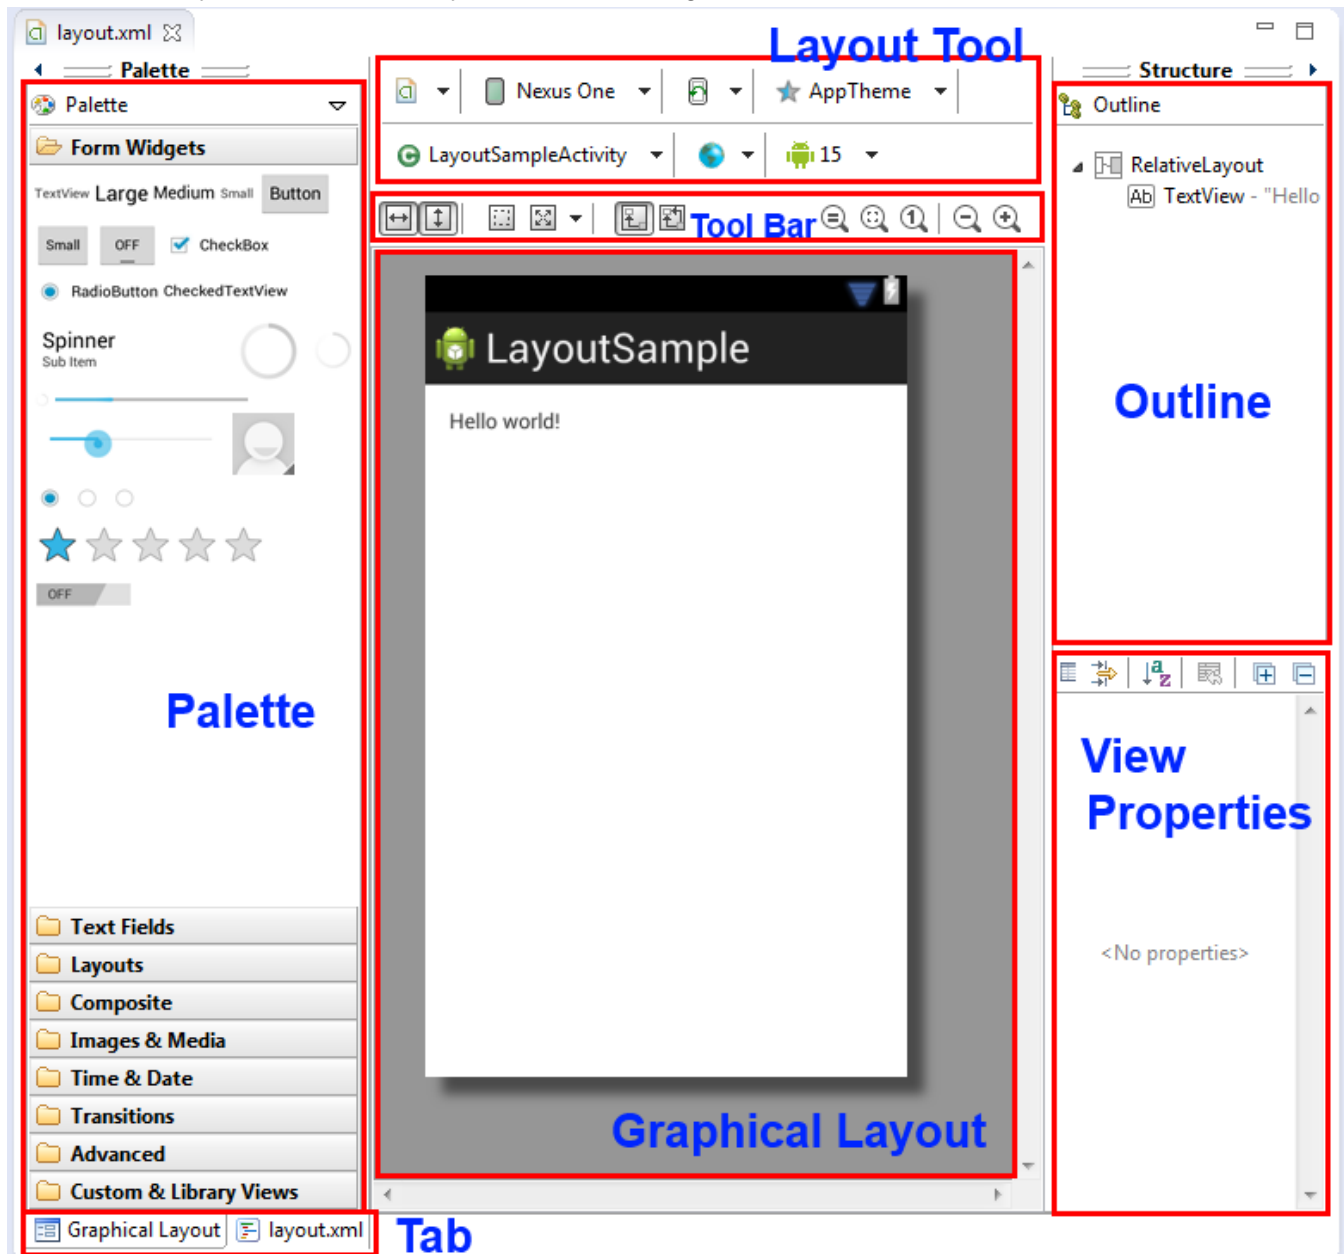 layout.xml
Layout Tool
Palette
Structure
Palette
Nexus One
AppTheme
Outline
Form Widgets
LayoutSampleActivity
15
RelativeLayout
TextView Large Medium Small Button
Ab TextView - "Hello
Tool Bar
1
Small OFF CheckBox
RadioButton CheckedTextView
LayoutSample
Spinner
Sub Item
Hello world!
Outline
OFF
a
z
Palette
View
Properties
Text Fields
Layouts
<No properties>
Composite
Images & Media
Time & Date
Transitions
Graphical Layout
Advanced
Custom & Library Views
Graphical Layout layout.xml
Tab